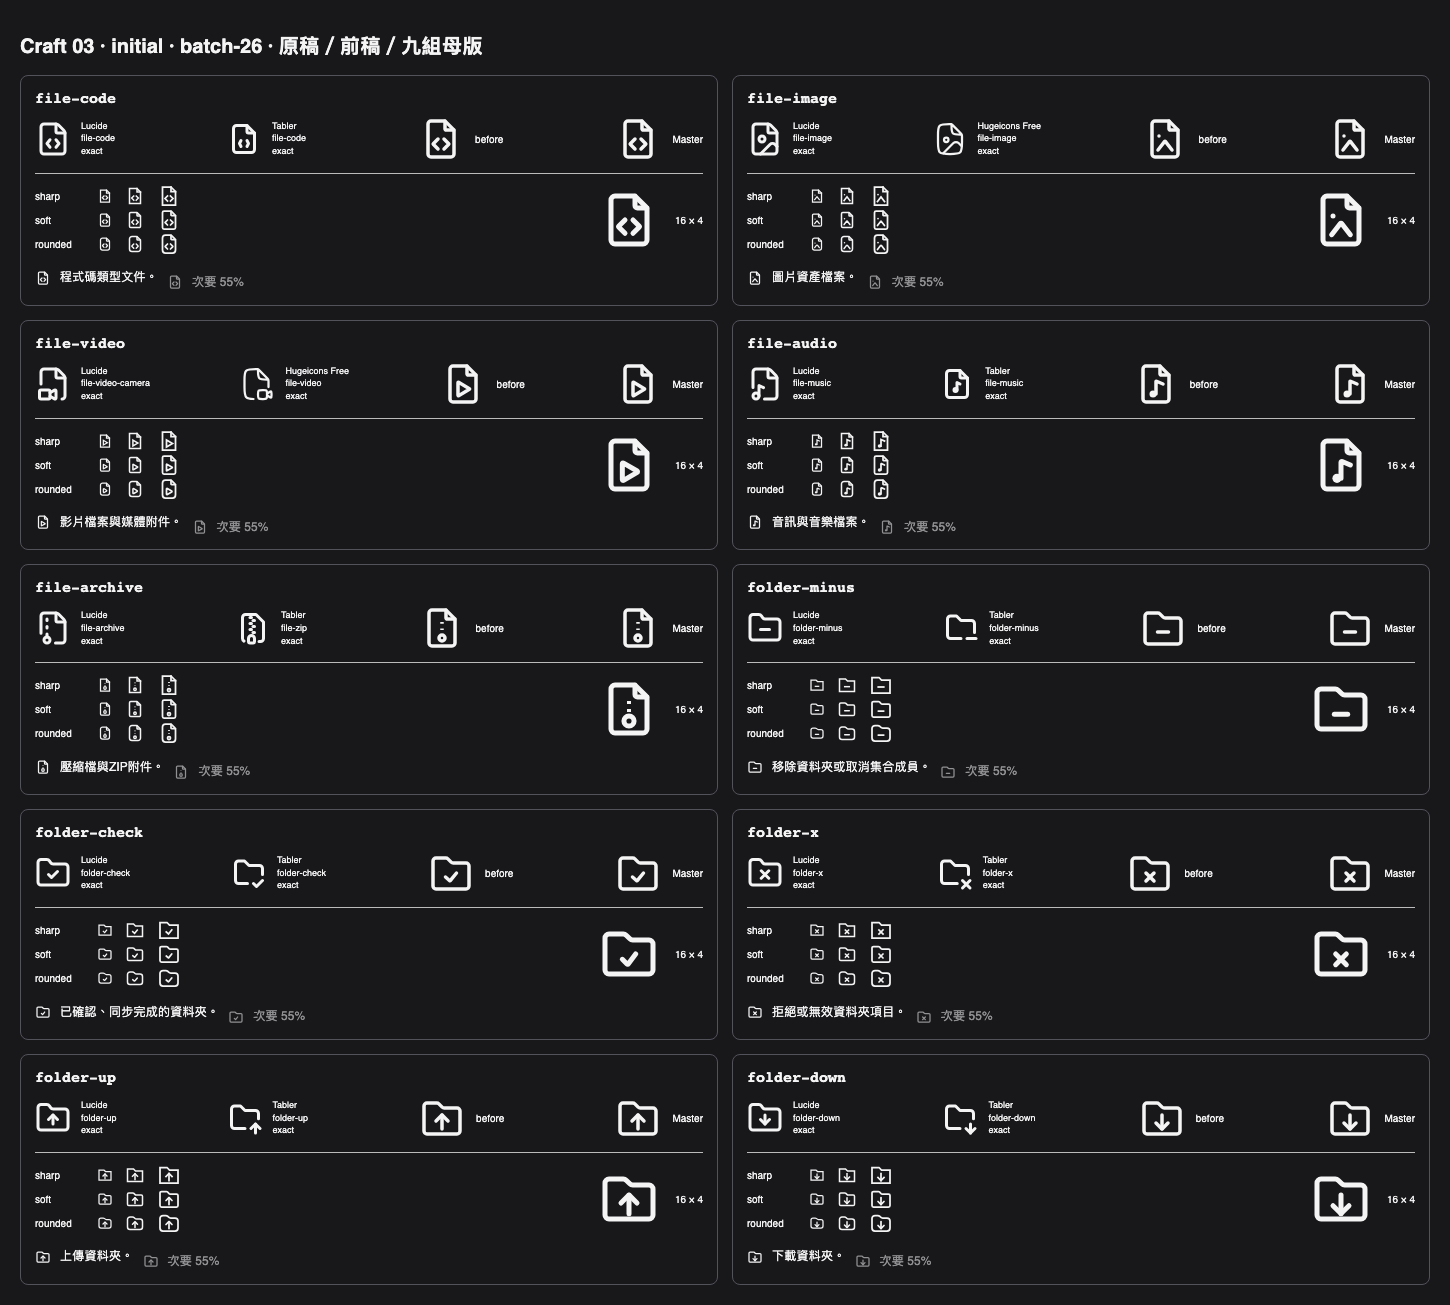 Craft 03 · initial · batch-26 · 原稿 / 前稿 / 九組母版
file-code
Lucide
file-code
exact
Tabler
file-code
exact
before
Master
sharp
soft
rounded
16 × 4
程式碼類型文件。
次要 55%
file-image
Lucide
file-image
exact
Hugeicons Free
file-image
exact
before
Master
sharp
soft
rounded
16 × 4
圖片資產檔案。
次要 55%
file-video
Lucide
file-video-camera
exact
Hugeicons Free
file-video
exact
before
Master
sharp
soft
rounded
16 × 4
影片檔案與媒體附件。
次要 55%
file-audio
Lucide
file-music
exact
Tabler
file-music
exact
before
Master
sharp
soft
rounded
16 × 4
音訊與音樂檔案。
次要 55%
file-archive
Lucide
file-archive
exact
Tabler
file-zip
exact
before
Master
sharp
soft
rounded
16 × 4
壓縮檔與ZIP附件。
次要 55%
folder-minus
Lucide
folder-minus
exact
Tabler
folder-minus
exact
before
Master
sharp
soft
rounded
16 × 4
移除資料夾或取消集合成員。
次要 55%
folder-check
Lucide
folder-check
exact
Tabler
folder-check
exact
before
Master
sharp
soft
rounded
16 × 4
已確認、同步完成的資料夾。
次要 55%
folder-x
Lucide
folder-x
exact
Tabler
folder-x
exact
before
Master
sharp
soft
rounded
16 × 4
拒絕或無效資料夾項目。
次要 55%
folder-up
Lucide
folder-up
exact
Tabler
folder-up
exact
before
Master
sharp
soft
rounded
16 × 4
上傳資料夾。
次要 55%
folder-down
Lucide
folder-down
exact
Tabler
folder-down
exact
before
Master
sharp
soft
rounded
16 × 4
下載資料夾。
次要 55%